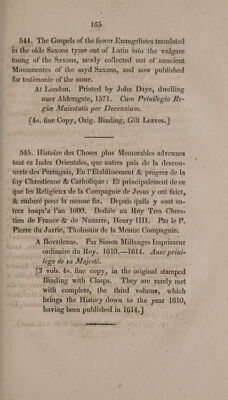 165
544. The Gospels of the fower Euangelistes translated
in the olde Saxons tyme out of Latin into the vulgare
toung of the Saxons, newly collected out of auncient
Monumentes of the sayd Saxons, and now published
for testimonie of the same.
At London. Printed by John Daye, dwelling
ouer Aldersgate, 1571. Cum Priuilegio Re-
giæ Maiestatis per Decennium.
[4o. fine Copy, Orig. Binding, Gilt Leaves.]
545. Histoire des Choses plus Memorables advenues
tant ez Indes Orientales, que autres païs de la descou-
uerte des Portugais, En l'Etablissement & progrez de la
foy Chrestienne & Catholique: Et principalement de ce
que les Religieux de la Compagnie de Jesus y ont faict,
& enduré pour la mesme fin. Depuis quils y sont en-
trez iusqu'a l'an 1600. Dediée au Roy Tres Chres-
tien de France & de Nauarre, Henry IIII. Par le P.
Pierre du Jarric, Tholosain de la Mesme Compagnie.
A Bovrdeaus. Par Simon Millanges Imprimeur
ordinaire du Roy. 1610.—1614. Auec priui-
lege de sa Majesté.
[3 vols. 4o. fine copy, in the original stamped
Binding with Clasps. They are rarely met
with complete, the third volume, which
brings the History down to the year 1610,
having been published in 1614.]